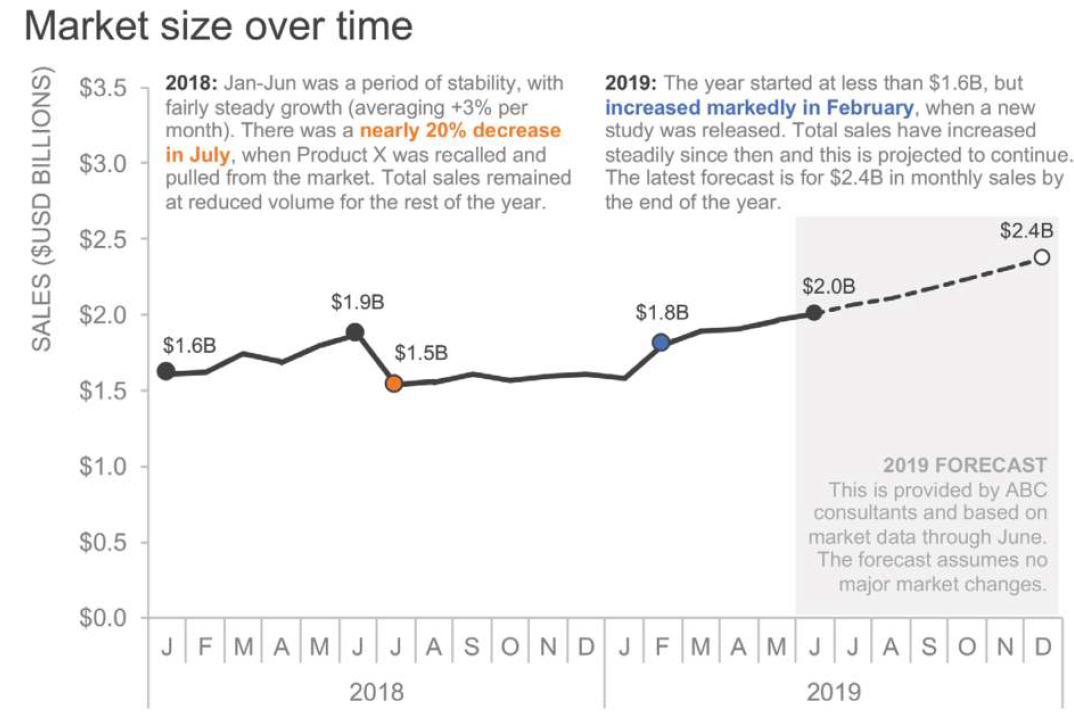 Market size over time
SALES ($USD BILLIONS)
$3.5
$3.0
$2.5
$2.0
$1.5
$1.0
$0.5
$0.0
2018: Jan-Jun was a period of stability, with
fairly steady growth (averaging +3% per
month). There was a nearly 20% decrease
in July, when Product X was recalled and
pulled from the market. Total sales remained
at reduced volume for the rest of the year.
2019: The year started at less than $1.6B, but
increased markedly in February, when a new
study was released. Total sales have increased
steadily since then and this is projected to continue.
The latest forecast is for $2.4B in monthly sales by
the end of the year.
$1.6B
$1.9B
$1.5B
$1.8B
$2.0B
$2.4B
2019 FORECAST
This is provided by ABC
consultants and based on
market data through June.
The forecast assumes no
major market changes.
J F M A M J J A S O N D J F M A M J J A S O N D
2018 2019